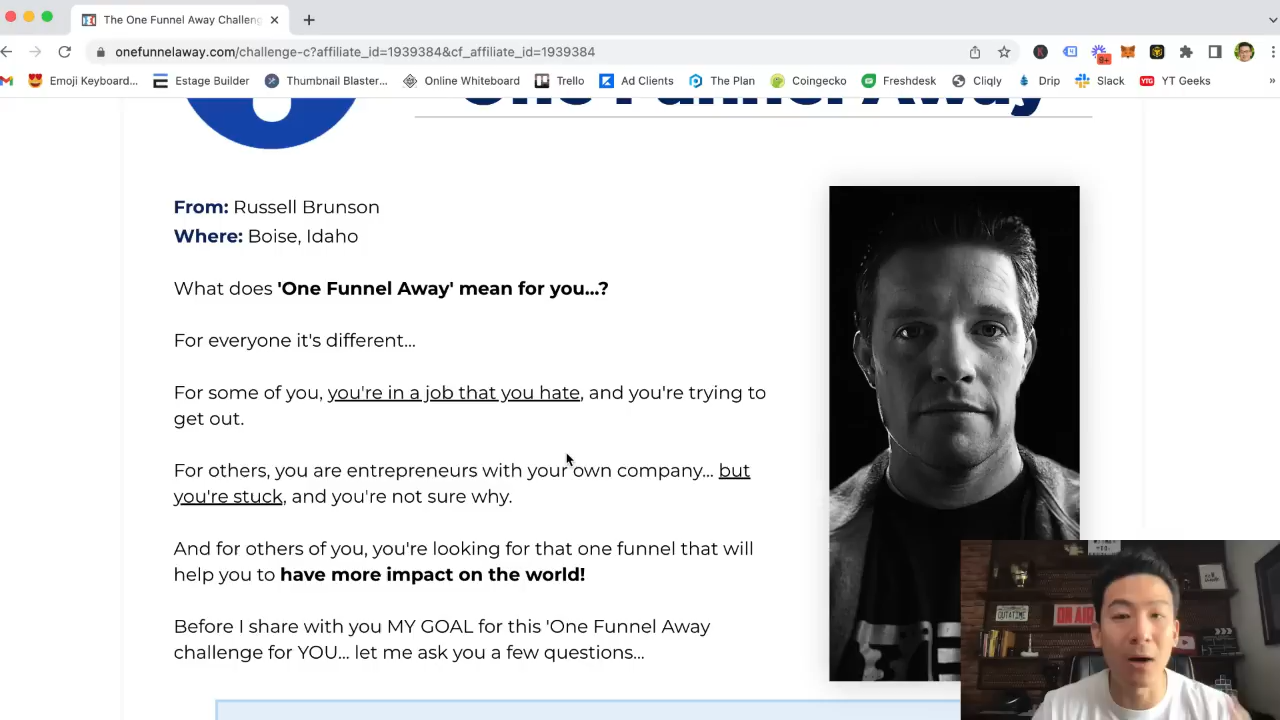 The One Funnel Away Challeng
onefunnelaway.com/challenge-c?affiliate_id=1939384&cf_affiliate_id=1939384
9+
Emoji Keyboard...
Estage Builder
Thumbnail Blaster...
Online Whiteboard
Trello
Ad Clients
The Plan
Coingecko
Freshdesk
Cliqly
Drip
Slack
YTG
YT Geeks
»
One Funnel Away
From: Russell Brunson
Where: Boise, Idaho
What does 'One Funnel Away' mean for you...?
For everyone it's different...
For some of you, you're in a job that you hate, and you're trying to
get out.
For others, you are entrepreneurs with your own company... but
you're stuck, and you're not sure why.
And for others of you, you're looking for that one funnel that will
help you to have more impact on the world!
Before I share with you MY GOAL for this 'One Funnel Away
challenge for YOU... let me ask you a few questions...
ON AIR